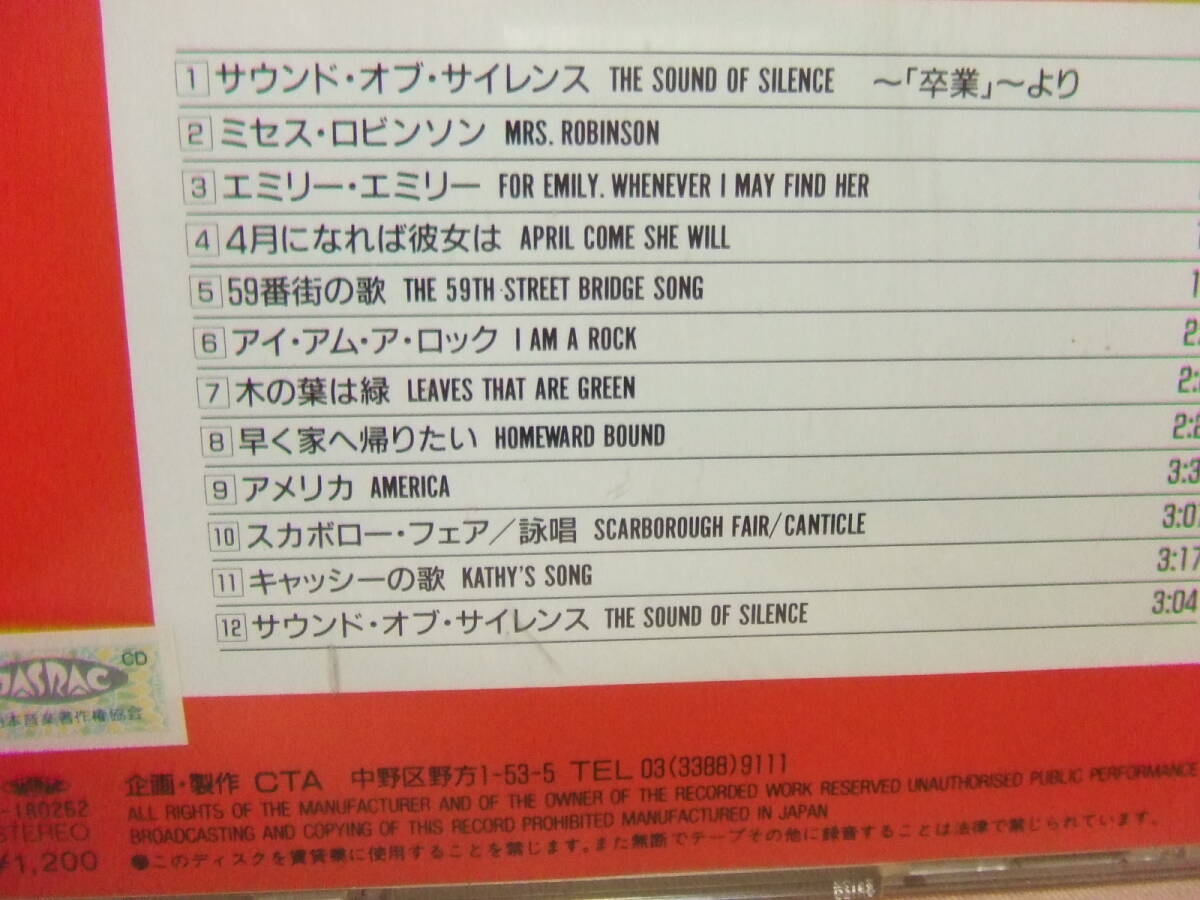 1 サウンド・オブ・サイレンス THE SOUND OF SILENCE 〜「卒業」〜より
2 ミセス・ロビンソン MRS. ROBINSON
3 エミリー・エミリー FOR EMILY. WHENEVER I MAY FIND HER
4 4月になれば彼女は APRIL COME SHE WILL
5 59番街の歌 THE 59TH STREET BRIDGE SONG
6 アイ・アム・ア・ロック I AM A ROCK
7 木の葉は緑 LEAVES THAT ARE GREEN
8 早く家へ帰りたい HOMEWARD BOUND
9 アメリカ AMERICA
10 スカボロー・フェア/詠唱 SCARBOROUGH FAIR/CANTICLE 3:07
11 キャッシーの歌 KATHY'S SONG 3:17
12 サウンド・オブ・サイレンス THE SOUND OF SILENCE 3:04
CD
JASRAC
本音楽著作権協会
企画・製作 CTA 中野区野方1-53-5 TEL 03(3388)9111
-180262
ALL RIGHTS OF THE MANUFACTURER AND OF THE OWNER OF THE RECORDED WORK RESERVED UNAUTHORISED PUBLIC PERFORMANCE
STEREO
BROADCASTING AND COPYING OF THIS RECORD PROHIBITED MANUFACTURED IN JAPAN
¥1,200
●このディスクを賃貸業に使用することを禁じます。また無断でテープその他に録音することは法律で禁じられています。